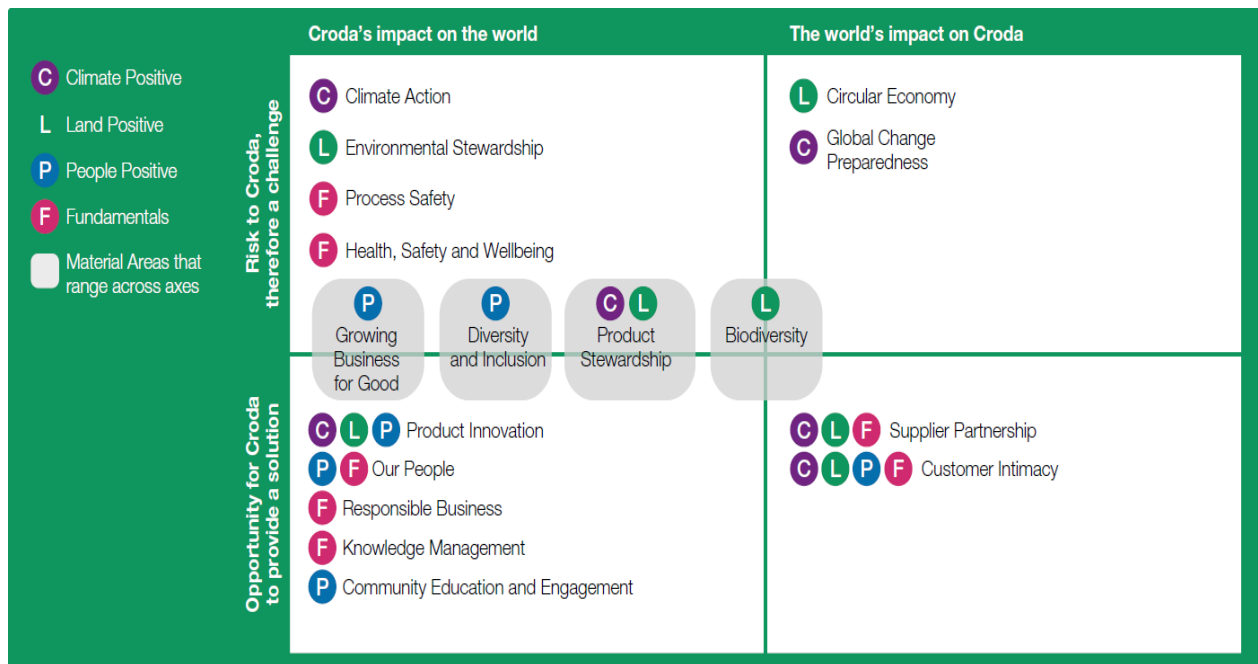 Croda's impact on the world
The world's impact on Croda
C Climate Positive
L Land Positive
P People Positive
F Fundamentals
Material Areas that
range across axes
Risk to Croda,
therefore a challenge
C Climate Action
L Environmental Stewardship
F Process Safety
F Health, Safety and Wellbeing
L Circular Economy
C Global Change
Preparedness
P
Growing
Business
for Good
P
Diversity
and Inclusion
C L
Product
Stewardship
L
Biodiversity
Opportunity for Croda
to provide a solution
C L P Product Innovation
P F Our People
F Responsible Business
F Knowledge Management
P Community Education and Engagement
C L F Supplier Partnership
C L P F Customer Intimacy